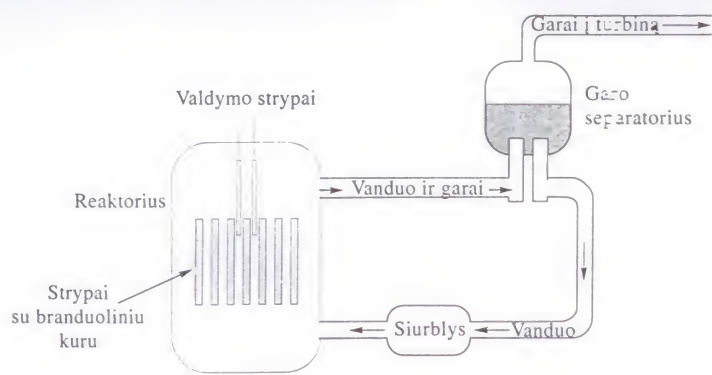 Garai į turbiną
Garo
separatorius
Valdymo strypai
Vanduo ir garai
Reaktorius
Strypai
su branduoliniu
kuru
Siurblys
Vanduo